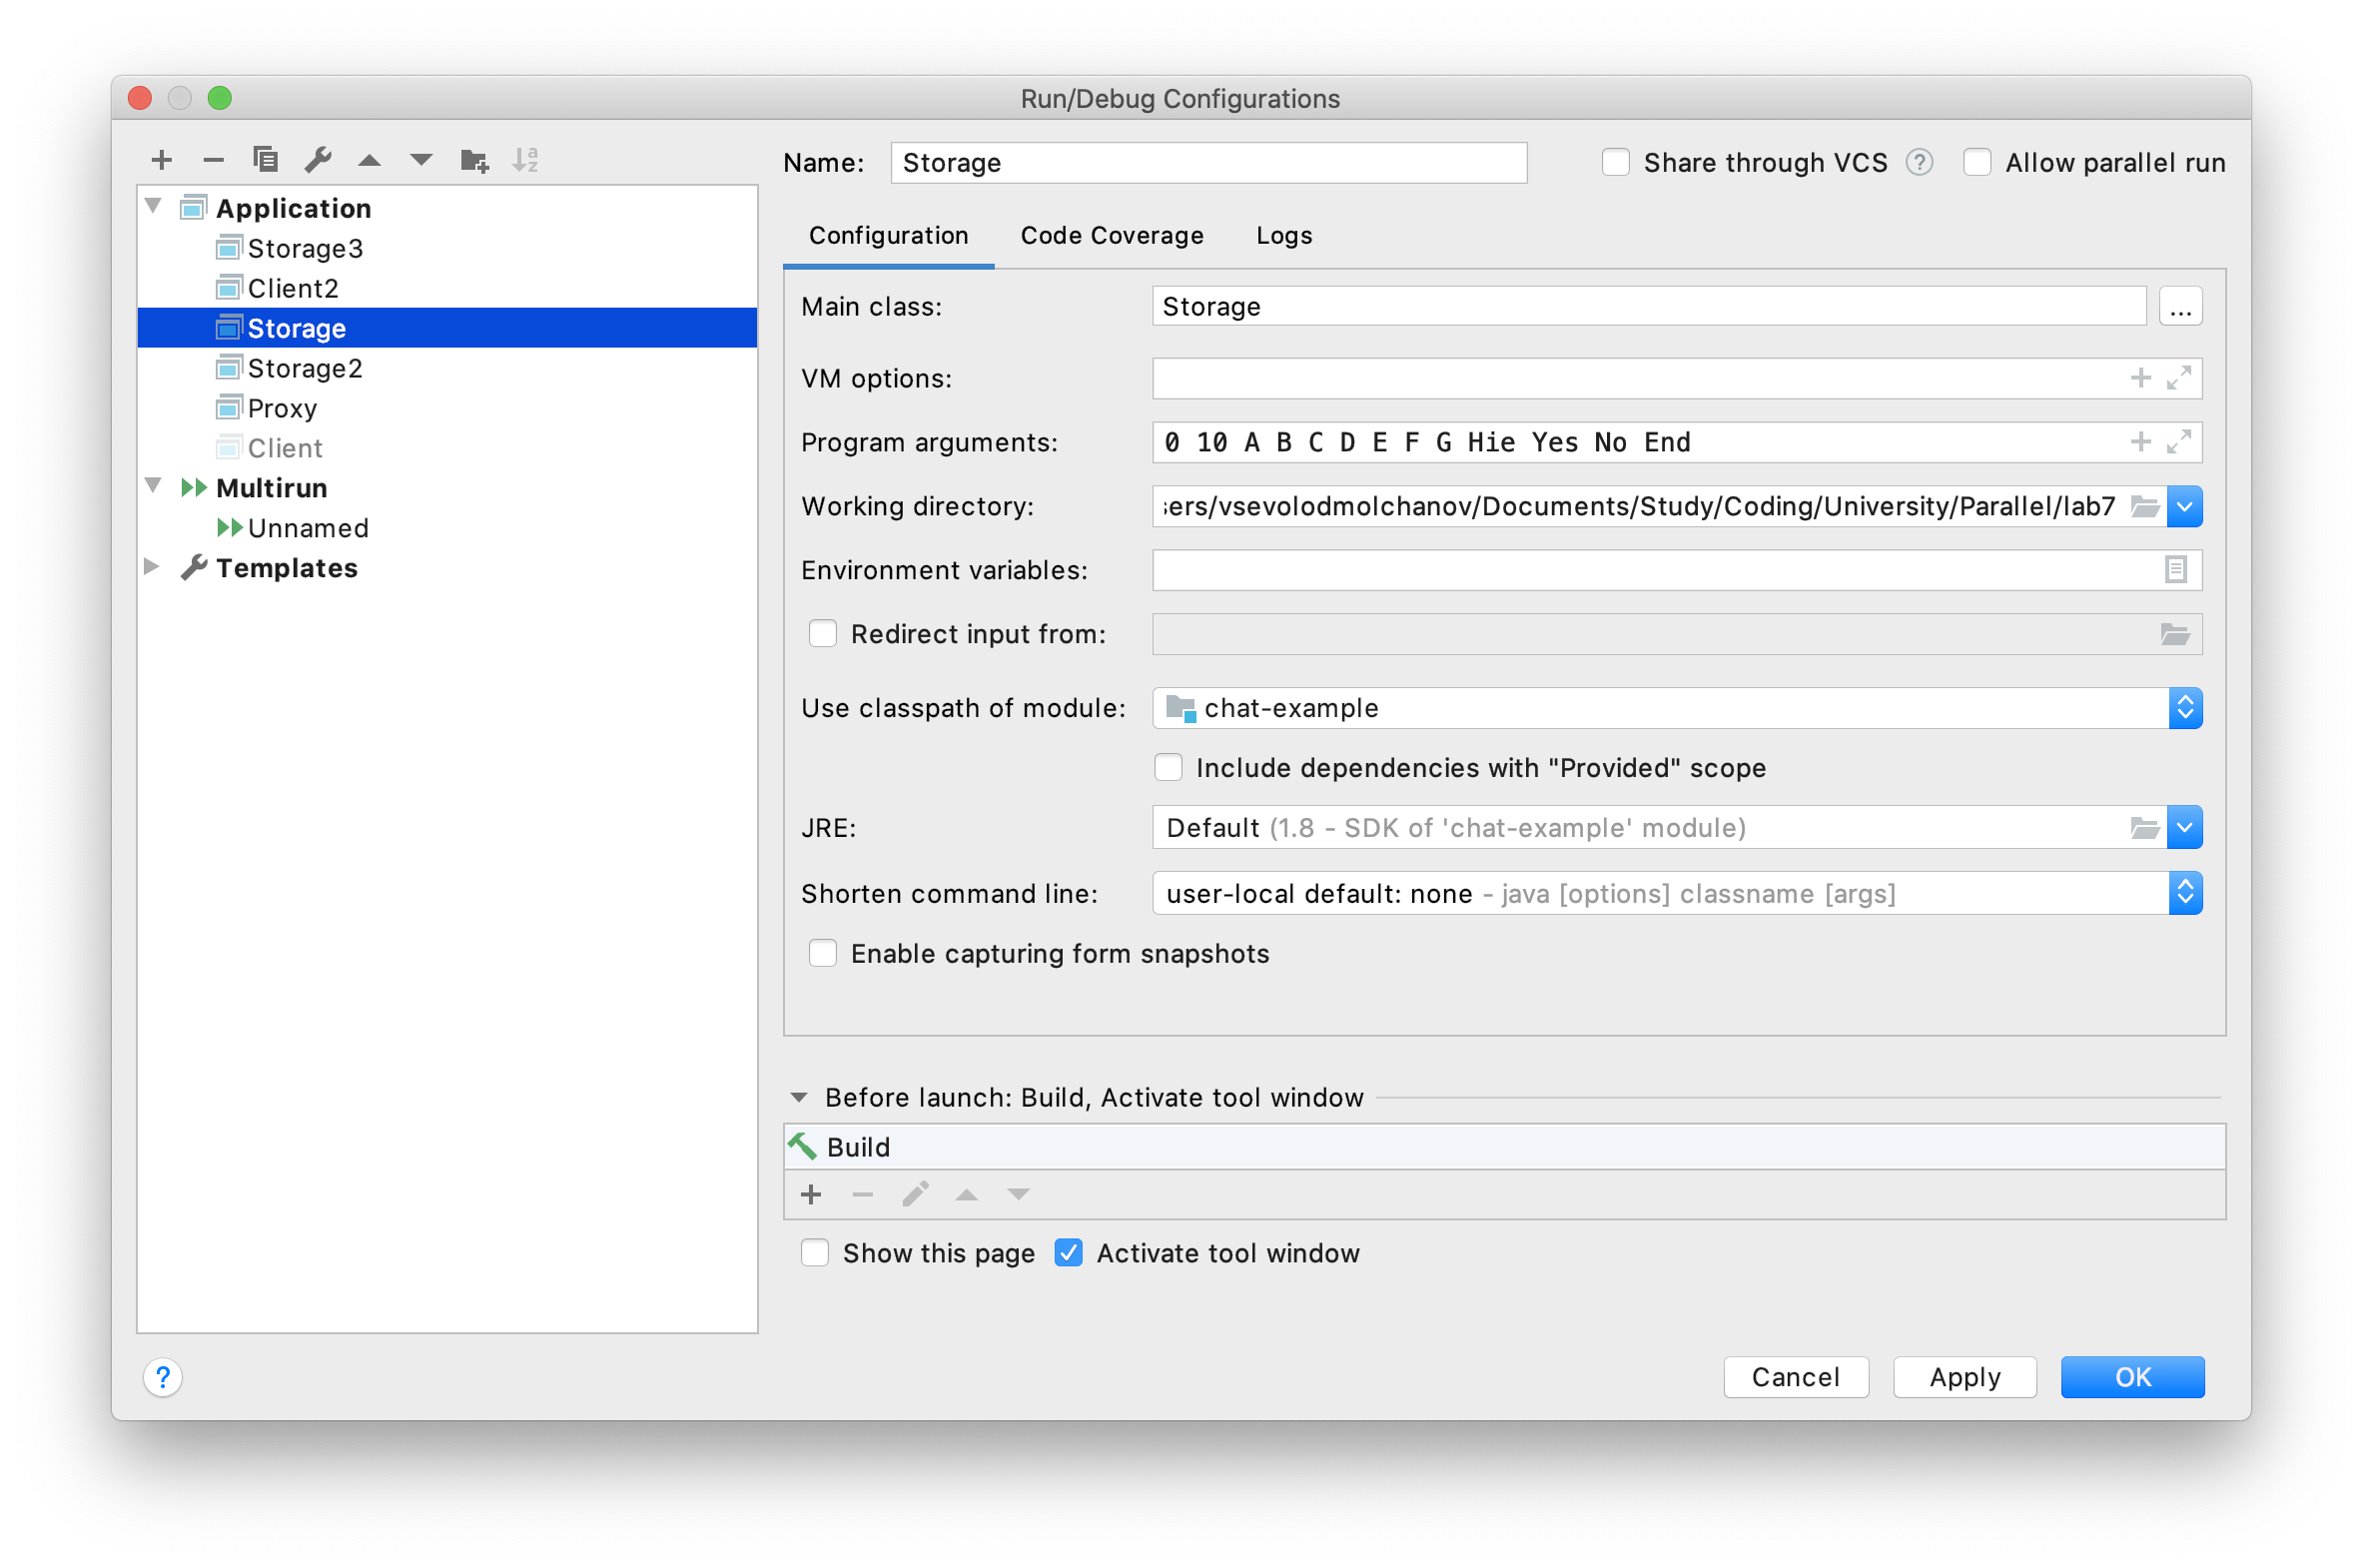 Run/Debug Configurations
Name: Storage Share through VCS ? Allow parallel run
Application
Storage3
Client2
Storage
Storage2
Proxy
Client
Multirun
Unnamed
Templates
Configuration Code Coverage Logs
Main class: Storage ...
VM options:
Program arguments: 0 10 A B C D E F G Hie Yes No End
Working directory: sers/vsevolodmolchanov/Documents/Study/Coding/University/Parallel/lab7
Environment variables:
Redirect input from:
Use classpath of module: chat-example
Include dependencies with "Provided" scope
JRE: Default (1.8 - SDK of 'chat-example' module)
Shorten command line: user-local default: none - java [options] classname [args]
Enable capturing form snapshots
Before launch: Build, Activate tool window
Build
Show this page Activate tool window
? Cancel Apply OK